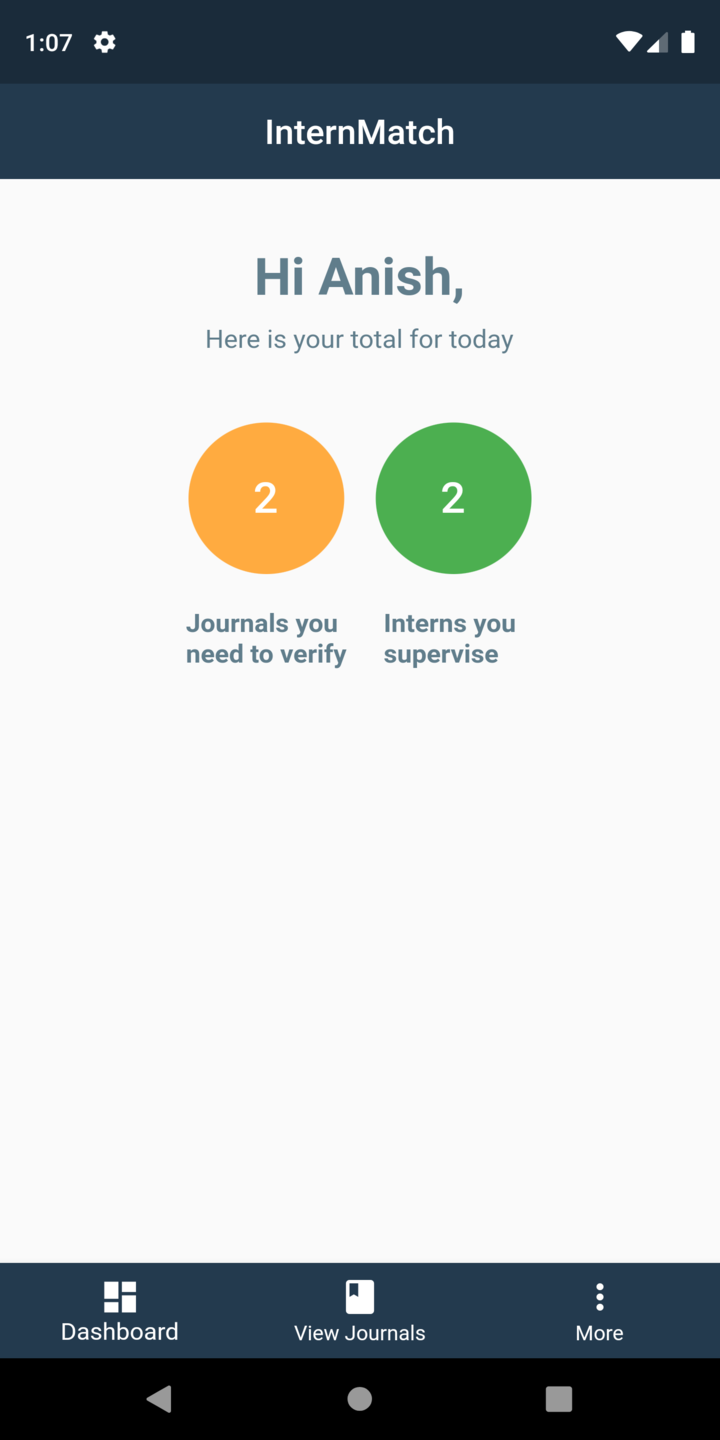 1:07
InternMatch
Hi Anish,
Here is your total for today
2
2
Journals you
need to verify
Interns you
supervise
Dashboard
View Journals
More